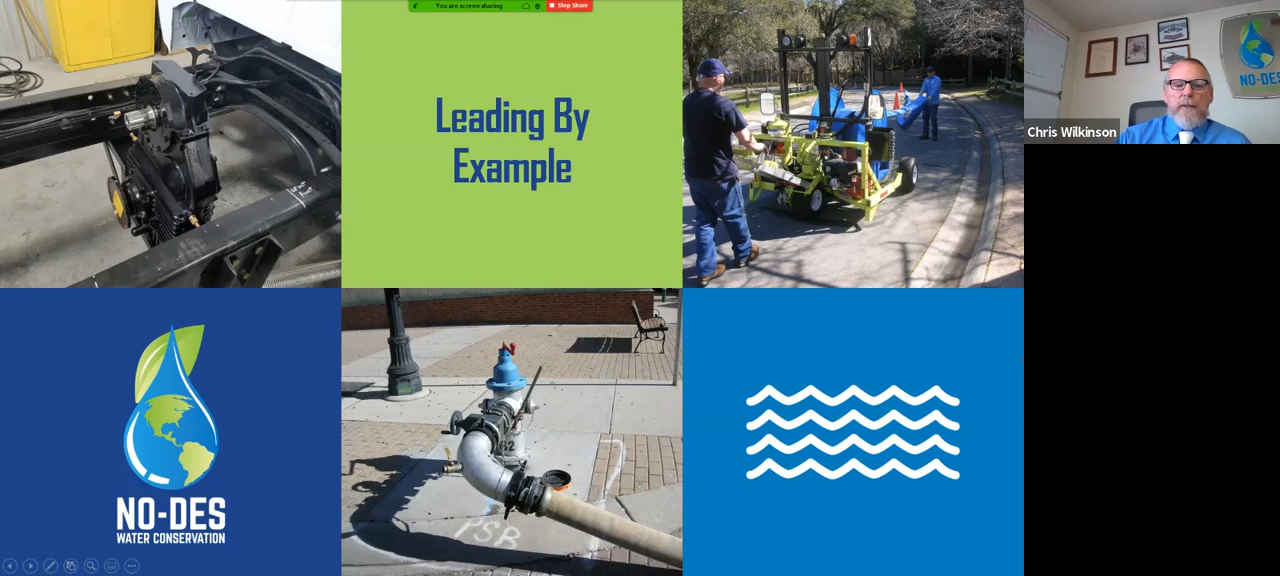 You are screen sharing
Stop Share
Leading By
Example
NO-DES
Chris Wilkinson
NO-DES
WATER CONSERVATION
PSB